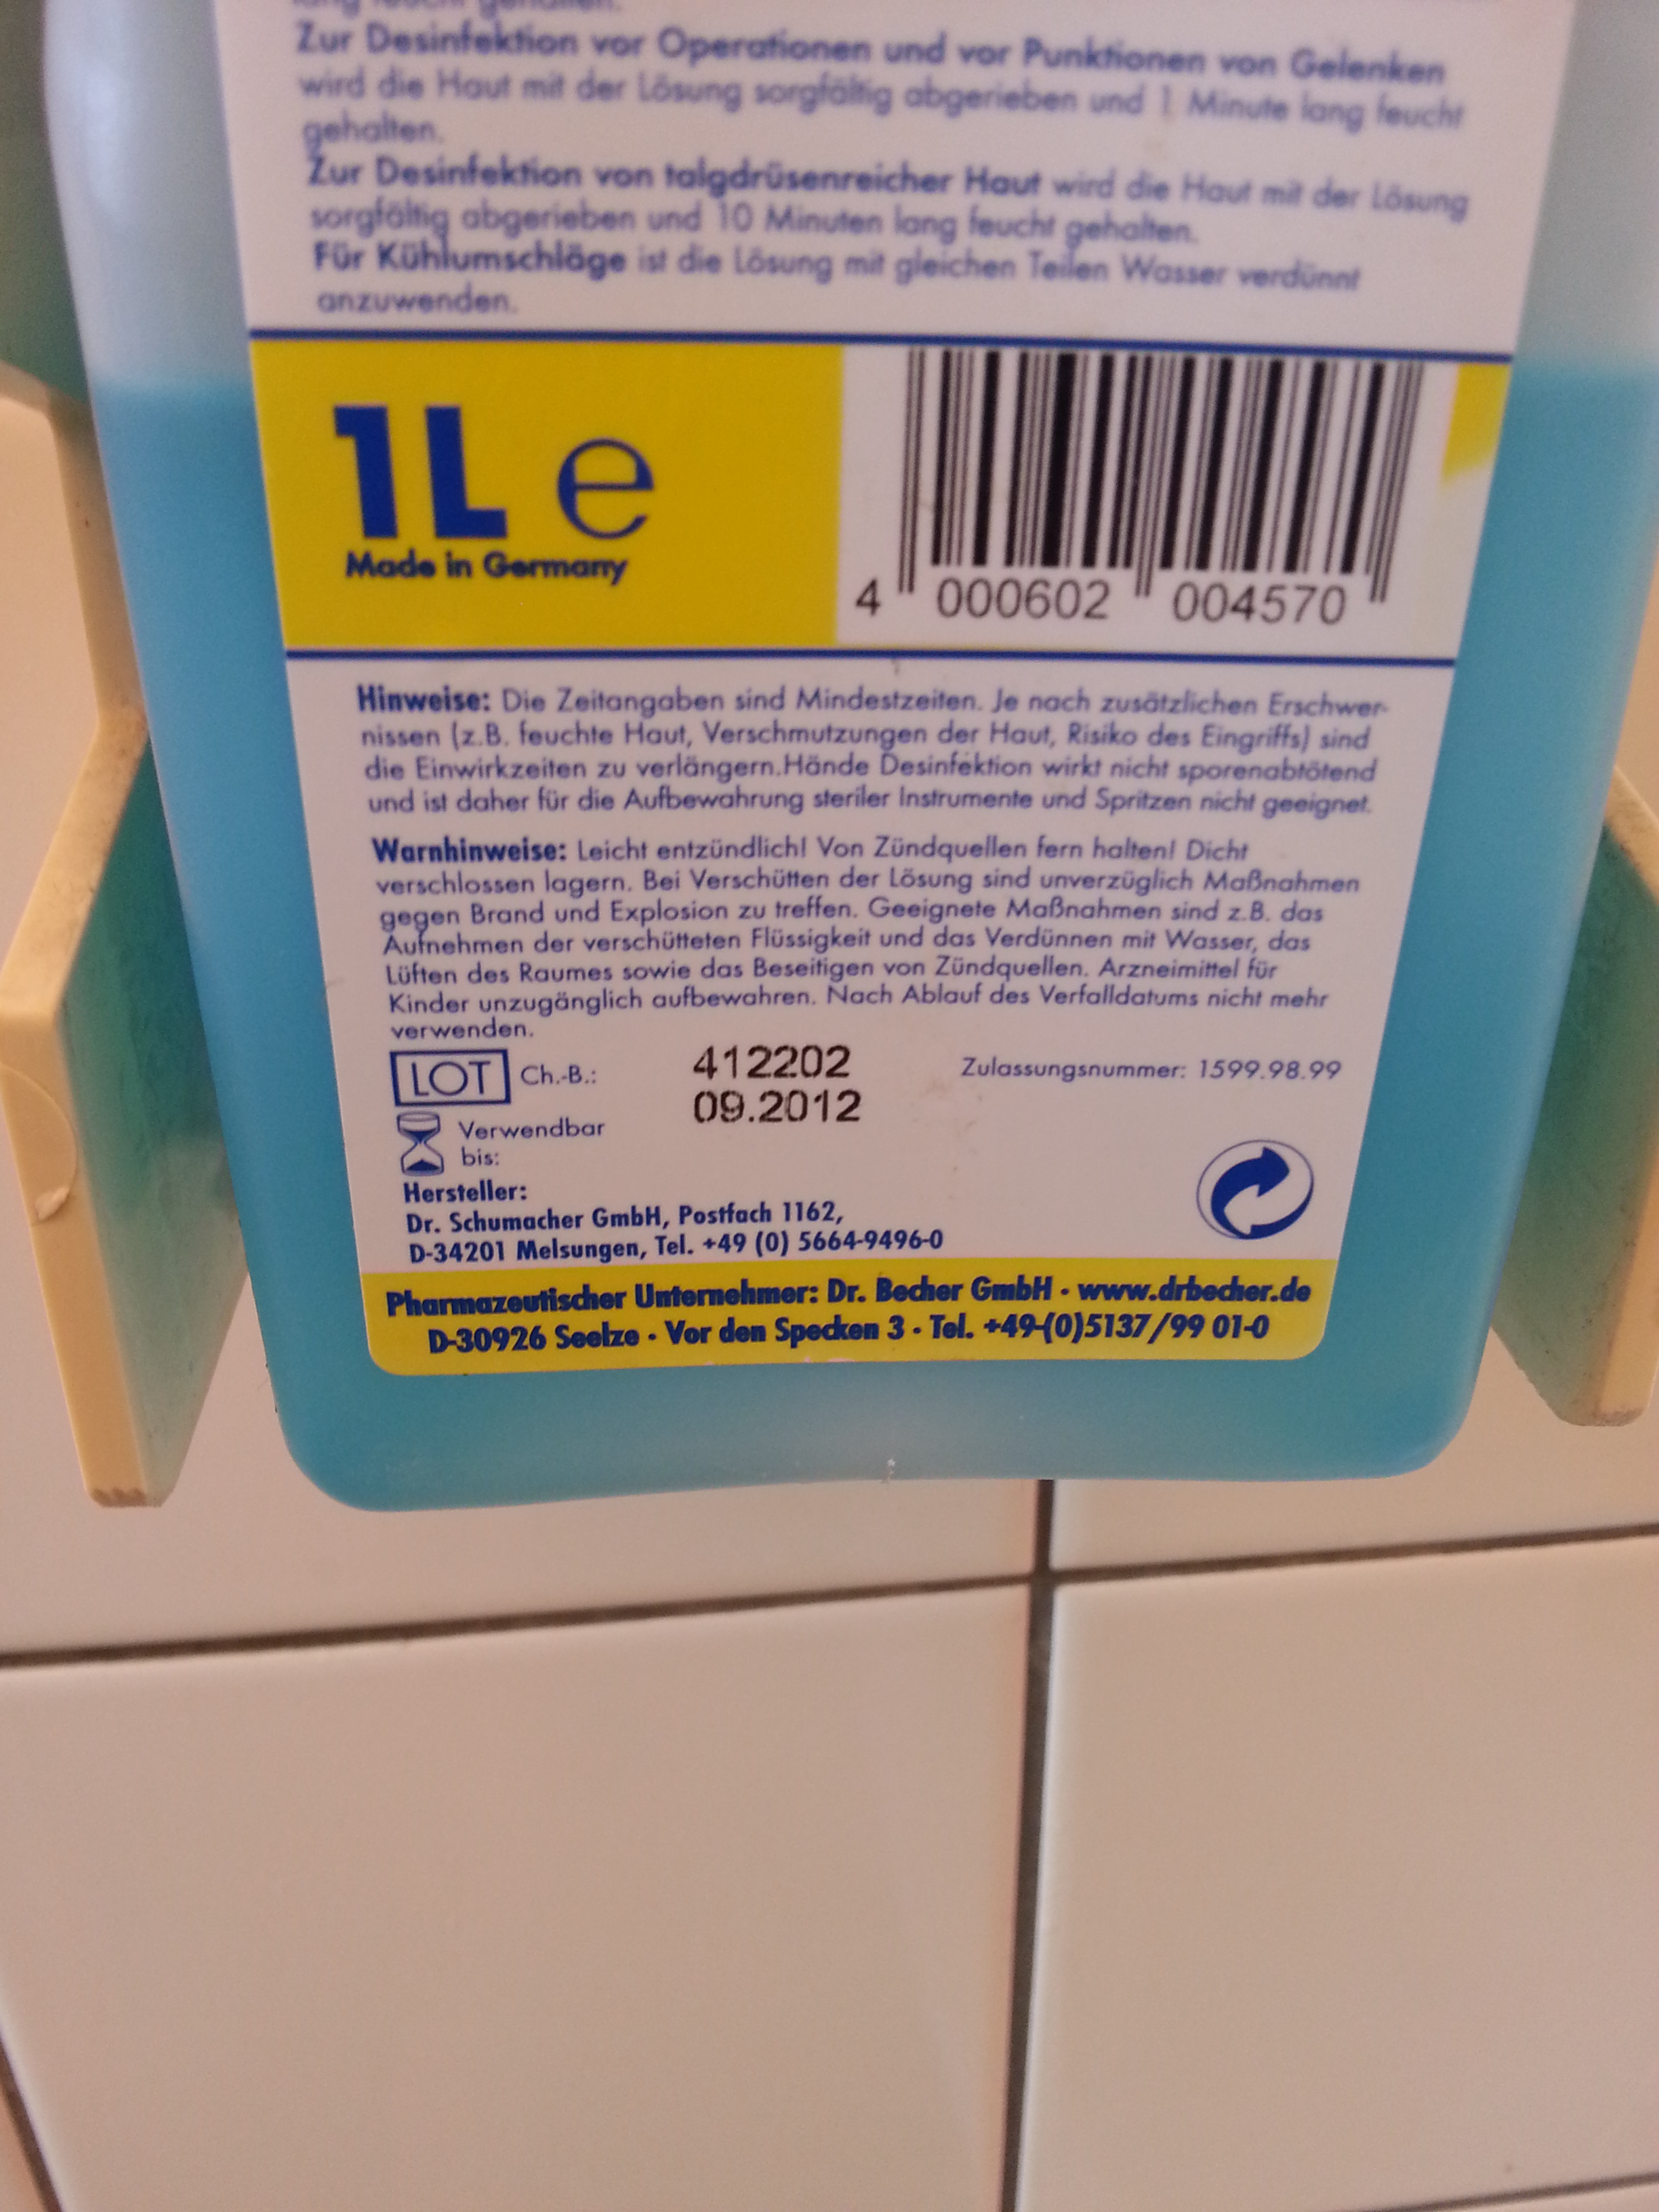 lang feucht gehalten.
Zur Desinfektion vor Operationen und vor Punktionen von Gelenken
wird die Haut mit der Lösung sorgfältig abgerieben und 1 Minute lang feucht
gehalten.
Zur Desinfektion von talgdrüsenreicher Haut wird die Haut mit der Lösung
sorgfältig abgerieben und 10 Minuten lang feucht gehalten.
Für Kühlumschläge ist die Lösung mit gleichen Teilen Wasser verdünnt
anzuwenden.
1L e
Made in Germany
4 000602 004570
Hinweise: Die Zeitangaben sind Mindestzeiten. Je nach zusätzlichen Erschwer-
nissen (z.B. feuchte Haut, Verschmutzungen der Haut, Risiko des Eingriffs) sind
die Einwirkzeiten zu verlängern.Hände Desinfektion wirkt nicht sporenabtötend
und ist daher für die Aufbewahrung steriler Instrumente und Spritzen nicht geeignet.
Warnhinweise: Leicht entzündlich! Von Zündquellen fern halten! Dicht
verschlossen lagern. Bei Verschütten der Lösung sind unverzüglich Maßnahmen
gegen Brand und Explosion zu treffen. Geeignete Maßnahmen sind z.B. das
Aufnehmen der verschütteten Flüssigkeit und das Verdünnen mit Wasser, das
Lüften des Raumes sowie das Beseitigen von Zündquellen. Arzneimittel für
Kinder unzugänglich aufbewahren. Nach Ablauf des Verfalldatums nicht mehr
verwenden.
LOT Ch.-B.: 412202 Zulassungsnummer: 1599.98.99
09.2012
Verwendbar
bis:
Hersteller:
Dr. Schumacher GmbH, Postfach 1162,
D-34201 Melsungen, Tel. +49 (0) 5664-9496-0
Pharmazeutischer Unternehmer: Dr. Becher GmbH · www.drbecher.de
D-30926 Seelze · Vor den Specken 3 · Tel. +49-(0)5137/99 01-0